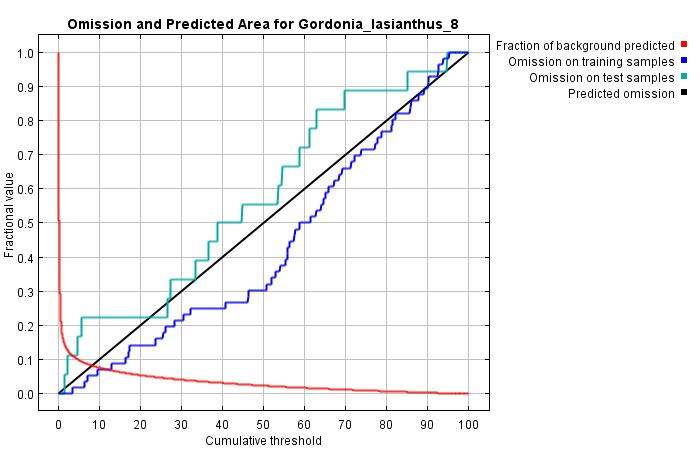 Omission and Predicted Area for Gordonia_lasianthus_8
Fraction of background predicted
Omission on training samples
Omission on test samples
Predicted omission
Fractional value
1.0
0.9
0.8
0.7
0.6
0.5
0.4
0.3
0.2
0.1
0.0
0 10 20 30 40 50 60 70 80 90 100
Cumulative threshold